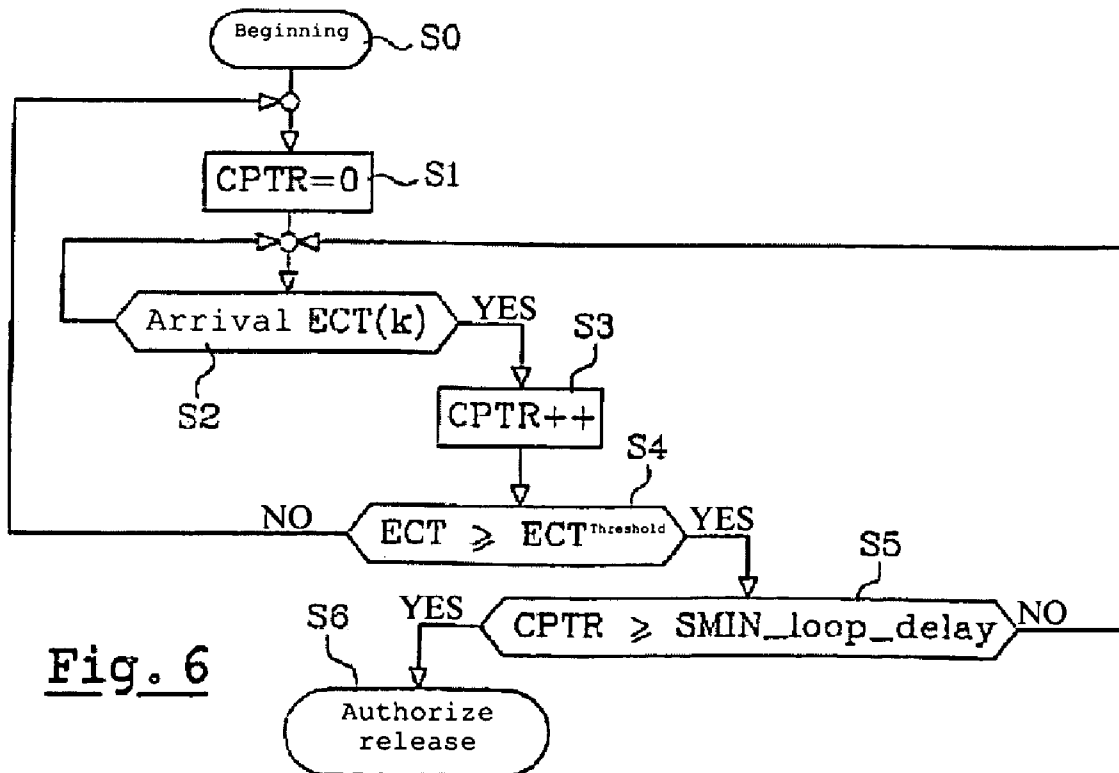 Beginning
S0
CPTR=0
S1
Arrival ECT(k)
YES
S2
S3
CPTR++
S4
NO
ECT ⩾ ECT Threshold
YES
S5
YES
CPTR ⩾ SMIN_loop_delay
NO
S6
Fig. 6
Authorize
release